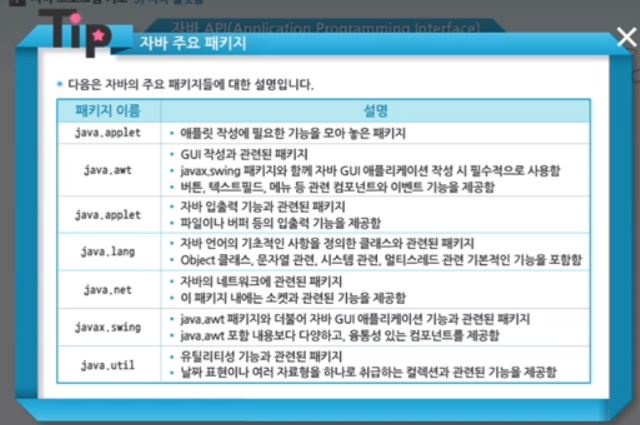 자바 API(Application Programming Interface)
Tip
자바 주요 패키지
다음은 자바의 주요 패키지들에 대한 설명입니다.
패키지 이름 설명
java.applet • 애플릿 작성에 필요한 기능을 모아 놓은 패키지
• GUI 작성과 관련된 패키지
java.awt • javax.swing 패키지와 함께 자바 GUI 애플리케이션 작성 시 필수적으로 사용함
• 버튼, 텍스트필드, 메뉴 등 관련 컴포넌트와 이벤트 기능을 제공함
java.applet • 자바 입출력 기능과 관련된 패키지
• 파일이나 버퍼 등의 입출력 기능을 제공함
java.lang • 자바 언어의 기초적인 사항을 정의한 클래스와 관련된 패키지
• Object 클래스, 문자열 관련, 시스템 관련, 멀티스레드 관련 기본적인 기능을 포함함
java.net • 자바의 네트워크에 관련된 패키지
• 이 패키지 내에는 소켓과 관련된 기능을 제공함
javax.swing • java.awt 패키지와 더불어 자바 GUI 애플리케이션 기능과 관련된 패키지
• java.awt 포함 내용보다 다양하고, 융통성 있는 컴포넌트를 제공함
java.util • 유틸리티성 기능과 관련된 패키지
• 날짜 표현이나 여러 자료형을 하나로 취급하는 컬렉션과 관련된 기능을 제공함